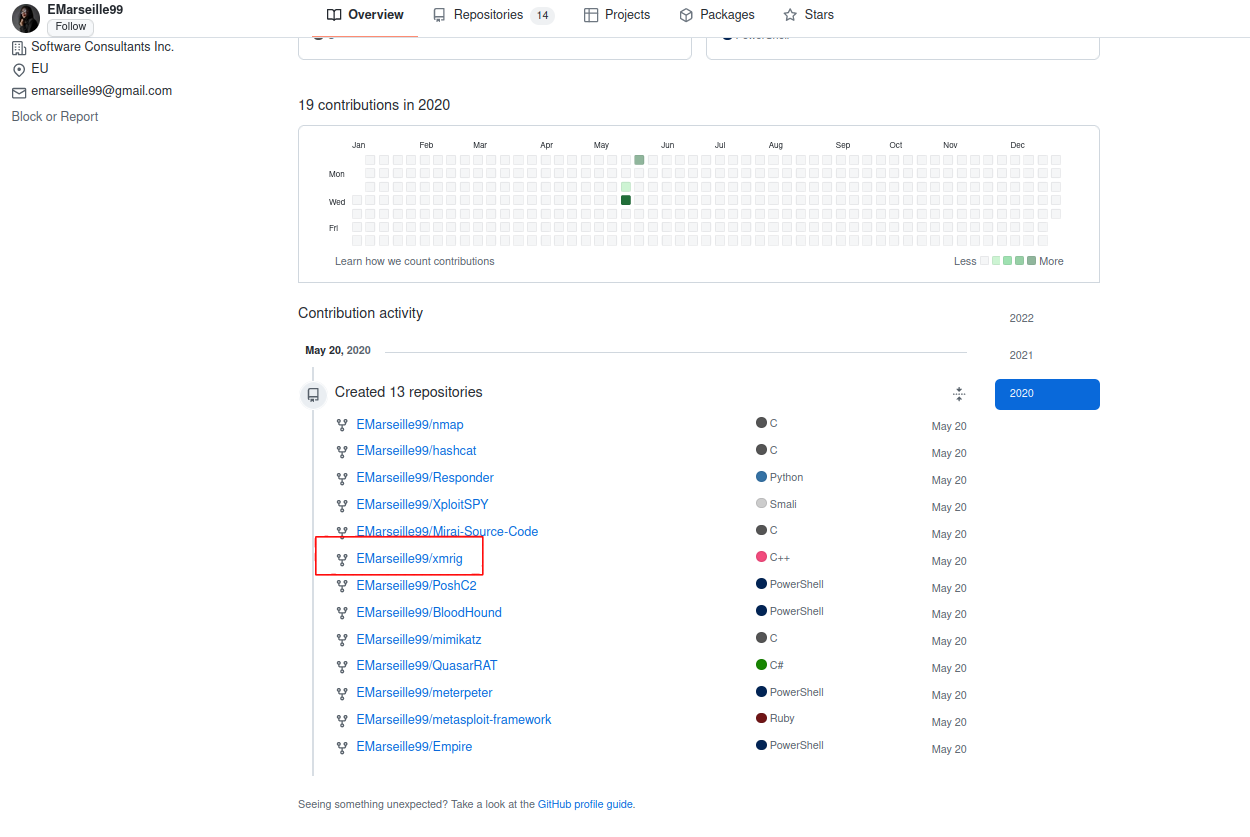 EMarseille99
Follow
Overview
Repositories 14
Projects
Packages
Stars
Software Consultants Inc.
EU
emarseille99@gmail.com
Block or Report
19 contributions in 2020
Jan Feb Mar Apr May Jun Jul Aug Sep Oct Nov Dec
Mon
Wed
Fri
Learn how we count contributions
Less More
Contribution activity
2022
2021
2020
May 20, 2020
Created 13 repositories
EMarseille99/nmap C May 20
EMarseille99/hashcat C May 20
EMarseille99/Responder Python May 20
EMarseille99/XploitSPY Smali May 20
EMarseille99/Mirai-Source-Code C May 20
EMarseille99/xmrig C++ May 20
EMarseille99/PoshC2 PowerShell May 20
EMarseille99/BloodHound PowerShell May 20
EMarseille99/mimikatz C May 20
EMarseille99/QuasarRAT C# May 20
EMarseille99/meterpeter PowerShell May 20
EMarseille99/metasploit-framework Ruby May 20
EMarseille99/Empire PowerShell May 20
Seeing something unexpected? Take a look at the GitHub profile guide.